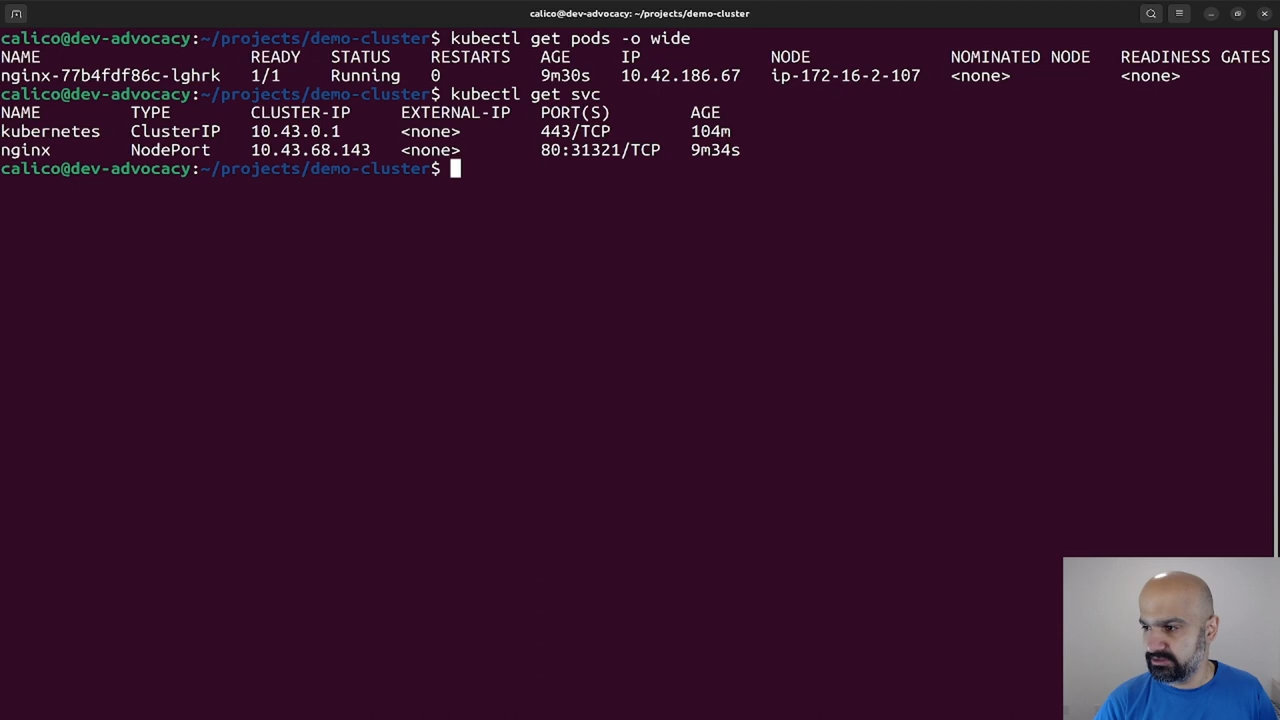 calico@dev-advocacy: ~/projects/demo-cluster
calico@dev-advocacy:~/projects/demo-cluster$ kubectl get pods -o wide
NAME READY STATUS RESTARTS AGE IP NODE NOMINATED NODE READINESS GATES
nginx-77b4fdf86c-lghrk 1/1 Running 0 9m30s 10.42.186.67 ip-172-16-2-107 <none> <none>
calico@dev-advocacy:~/projects/demo-cluster$ kubectl get svc
NAME TYPE CLUSTER-IP EXTERNAL-IP PORT(S) AGE
kubernetes ClusterIP 10.43.0.1 <none> 443/TCP 104m
nginx NodePort 10.43.68.143 <none> 80:31321/TCP 9m34s
calico@dev-advocacy:~/projects/demo-cluster$